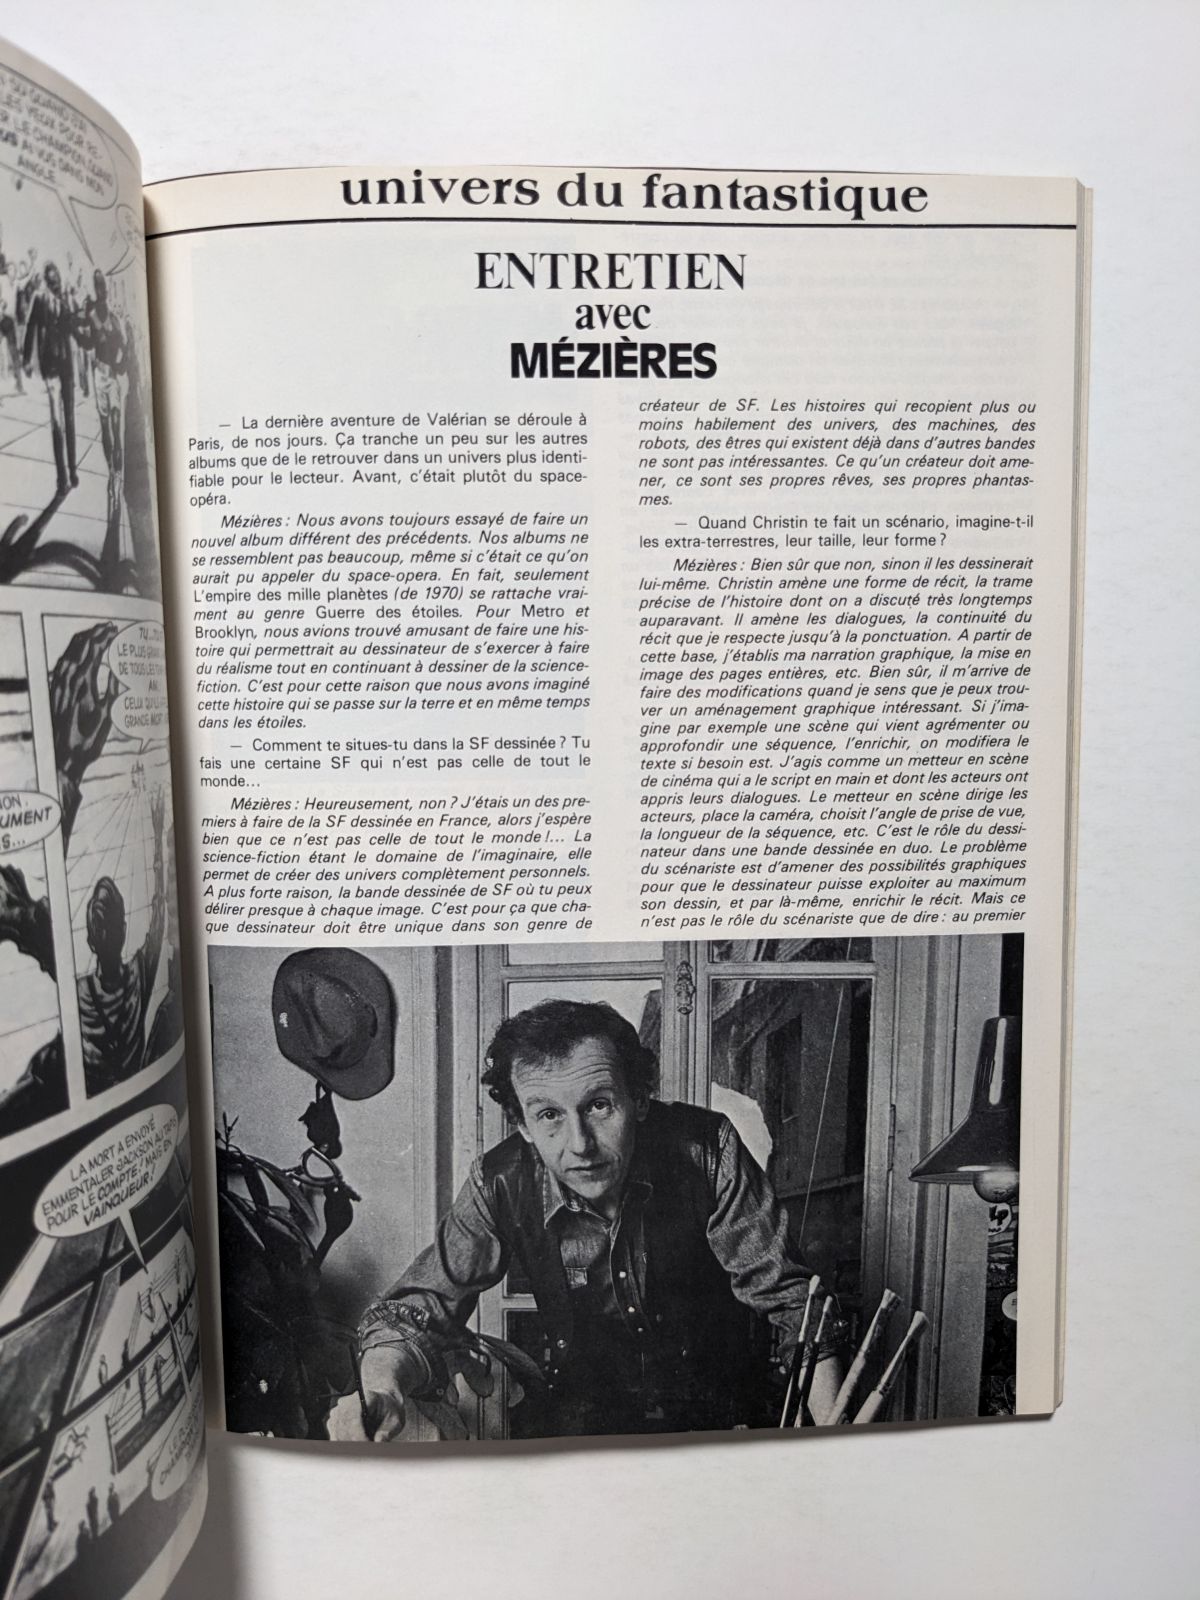 univers du fantastique
ENTRETIEN
avec
MÉZIÈRES
— La dernière aventure de Valérian se déroule à
Paris, de nos jours. Ça tranche un peu sur les autres
albums que de le retrouver dans un univers plus identi-
fiable pour le lecteur. Avant, c'était plutôt du space-
opéra.
Mézières : Nous avons toujours essayé de faire un
nouvel album différent des précédents. Nos albums ne
se ressemblent pas beaucoup, même si c'était ce qu'on
aurait pu appeler du space-opera. En fait, seulement
L'empire des mille planètes (de 1970) se rattache vrai-
ment au genre Guerre des étoiles. Pour Metro et
Brooklyn, nous avions trouvé amusant de faire une his-
toire qui permettrait au dessinateur de s'exercer à faire
du réalisme tout en continuant à dessiner de la science-
fiction. C'est pour cette raison que nous avons imaginé
cette histoire qui se passe sur la terre et en même temps
dans les étoiles.
— Comment te situes-tu dans la SF dessinée ? Tu
fais une certaine SF qui n'est pas celle de tout le
monde...
Mézières : Heureusement, non ? J'étais un des pre-
miers à faire de la SF dessinée en France, alors j'espère
bien que ce n'est pas celle de tout le monde !... La
science-fiction étant le domaine de l'imaginaire, elle
permet de créer des univers complètement personnels.
A plus forte raison, la bande dessinée de SF où tu peux
délirer presque à chaque image. C'est pour ça que cha-
que dessinateur doit être unique dans son genre de
créateur de SF. Les histoires qui recopient plus ou
moins habilement des univers, des machines, des
robots, des êtres qui existent déjà dans d'autres bandes
ne sont pas intéressantes. Ce qu'un créateur doit ame-
ner, ce sont ses propres rêves, ses propres phantas-
mes.
— Quand Christin te fait un scénario, imagine-t-il
les extra-terrestres, leur taille, leur forme ?
Mézières : Bien sûr que non, sinon il les dessinerait
lui-même. Christin amène une forme de récit, la trame
précise de l'histoire dont on a discuté très longtemps
auparavant. Il amène les dialogues, la continuité du
récit que je respecte jusqu'à la ponctuation. A partir de
cette base, j'établis ma narration graphique, la mise en
image des pages entières, etc. Bien sûr, il m'arrive de
faire des modifications quand je sens que je peux trou-
ver un aménagement graphique intéressant. Si j'ima-
gine par exemple une scène qui vient agrémenter ou
approfondir une séquence, l'enrichir, on modifiera le
texte si besoin est. J'agis comme un metteur en scène
de cinéma qui a le script en main et dont les acteurs ont
appris leurs dialogues. Le metteur en scène dirige les
acteurs, place la caméra, choisit l'angle de prise de vue,
la longueur de la séquence, etc. C'est le rôle du dessi-
nateur dans une bande dessinée en duo. Le problème
du scénariste est d'amener des possibilités graphiques
pour que le dessinateur puisse exploiter au maximum
son dessin, et par là-même, enrichir le récit. Mais ce
n'est pas le rôle du scénariste que de dire : au premier
LE CHAMPION QUAND
AI VUS DANS MON
ANGLE...
TU...
LE PLUS GRAND
DE TOUS LES
AMI...
CELUI QUI
GRANDE MORT
NON,
UMENT
S...
LA MORT A ENVOYÉ
EMMENTALER JACKSON AU TAPIS
POUR LE COMPTE ! MAIS EN
VAINQUEUR !
LE
CHAMPION